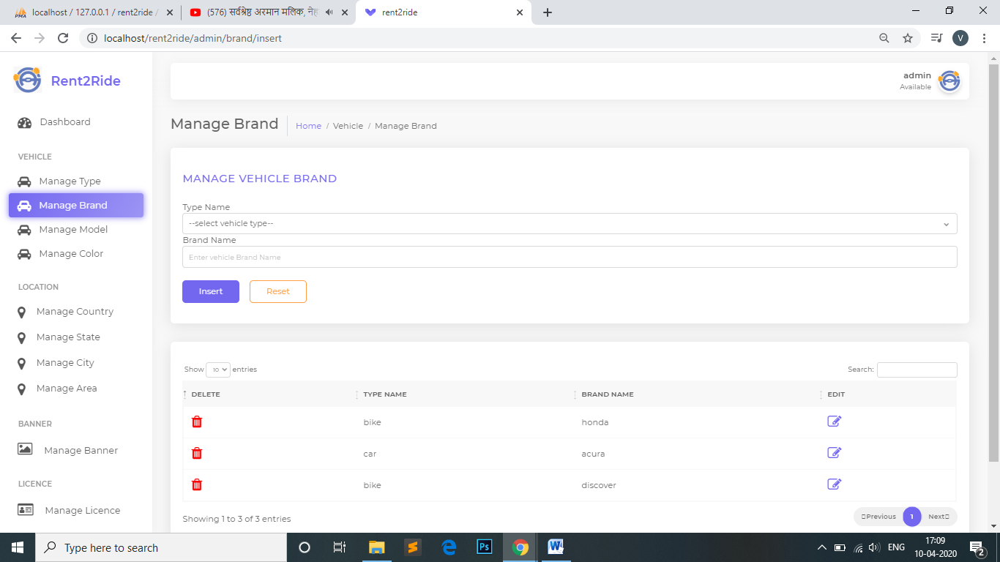 localhost / 127.0.0.1 / rent2ride /
(576) सर्वश्रेष्ठ अरमान मलिक, नेह
rent2ride
localhost/rent2ride/admin/brand/insert
V
Rent2Ride
admin
Available
Dashboard
Manage Brand
Home / Vehicle / Manage Brand
VEHICLE
Manage Type
Manage Brand
Manage Model
Manage Color
LOCATION
Manage Country
Manage State
Manage City
Manage Area
BANNER
Manage Banner
LICENCE
Manage Licence
MANAGE VEHICLE BRAND
Type Name
--select vehicle type--
Brand Name
Enter vehicle Brand Name
Insert Reset
Show 10 entries
Search:
DELETE TYPE NAME BRAND NAME EDIT
bike honda
car acura
bike discover
Showing 1 to 3 of 3 entries
Previous 1 Next
Type here to search
Ps
W
ENG
17:09
10-04-2020
2